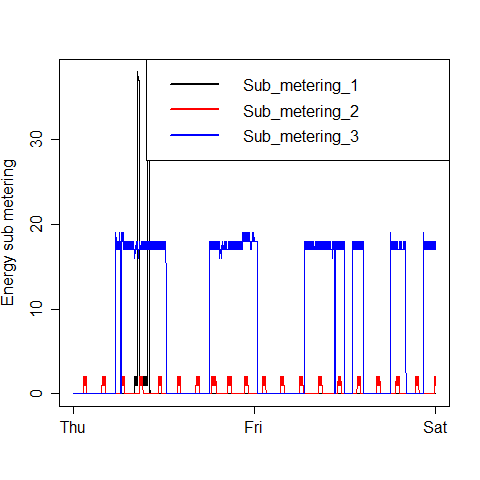 Sub_metering_1
Sub_metering_2
Sub_metering_3
Energy sub metering
30
20
10
0
Thu Fri Sat